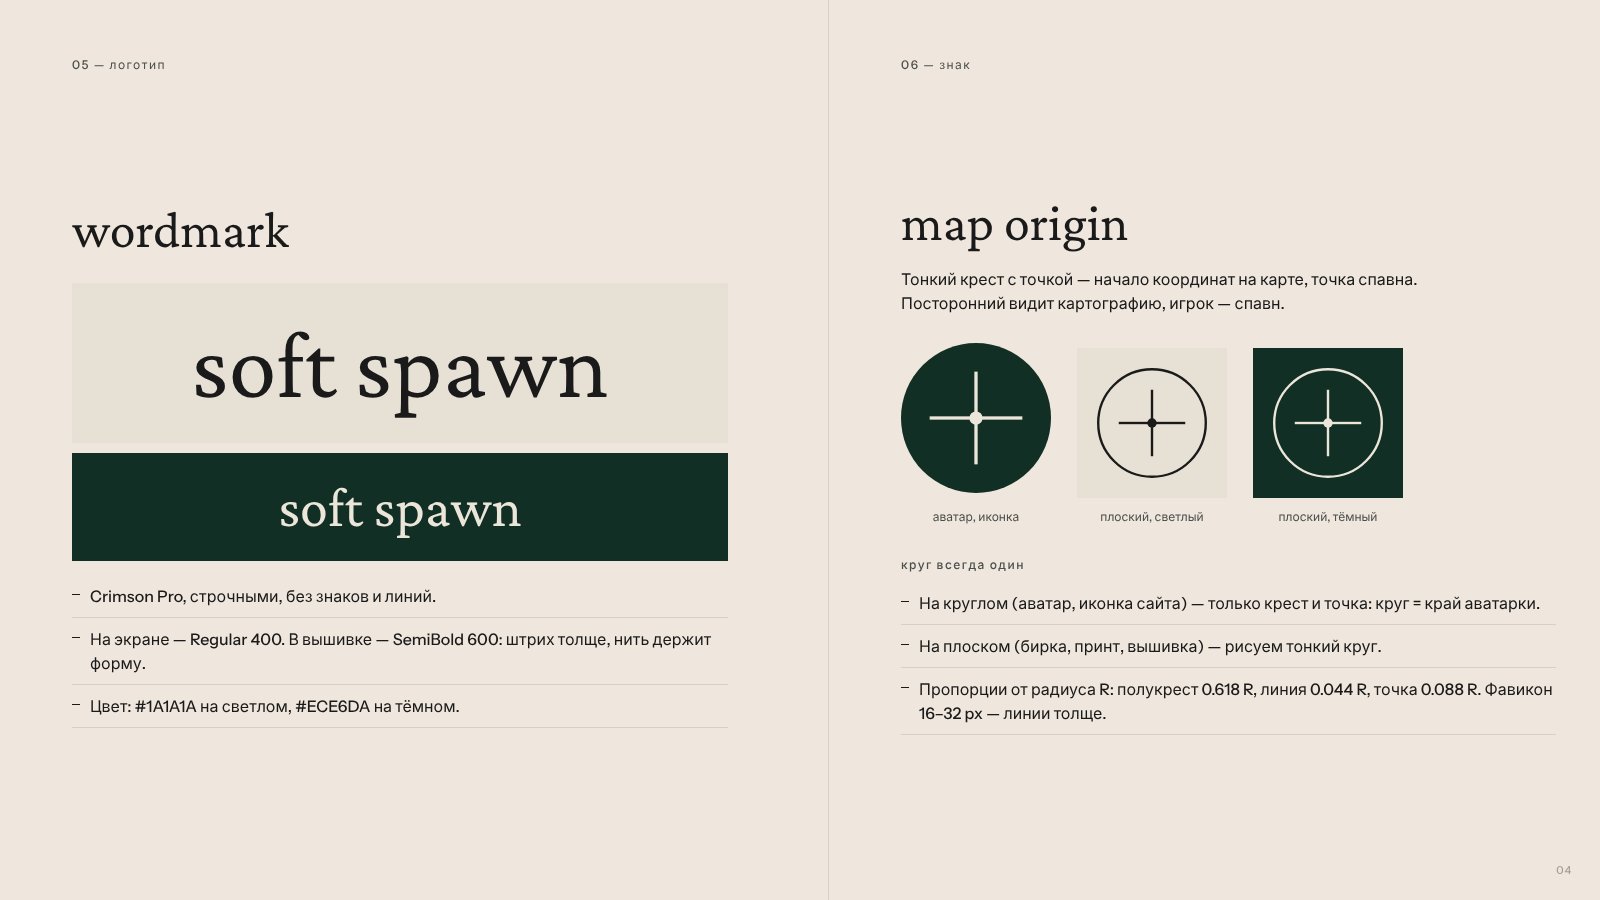 05 — логотип
wordmark
soft spawn
soft spawn
– Crimson Pro, строчными, без знаков и линий.
– На экране — Regular 400. В вышивке — SemiBold 600: штрих толще, нить держит
форму.
– Цвет: #1A1A1A на светлом, #ECE6DA на тёмном.
06 — знак
map origin
Тонкий крест с точкой — начало координат на карте, точка спавна.
Посторонний видит картографию, игрок — спавн.
аватар, иконка
плоский, светлый
плоский, тёмный
круг всегда один
– На круглом (аватар, иконка сайта) — только крест и точка: круг = край аватарки.
– На плоском (бирка, принт, вышивка) — рисуем тонкий круг.
– Пропорции от радиуса R: полукрест 0.618 R, линия 0.044 R, точка 0.088 R. Фавикон
16–32 px — линии толще.
04